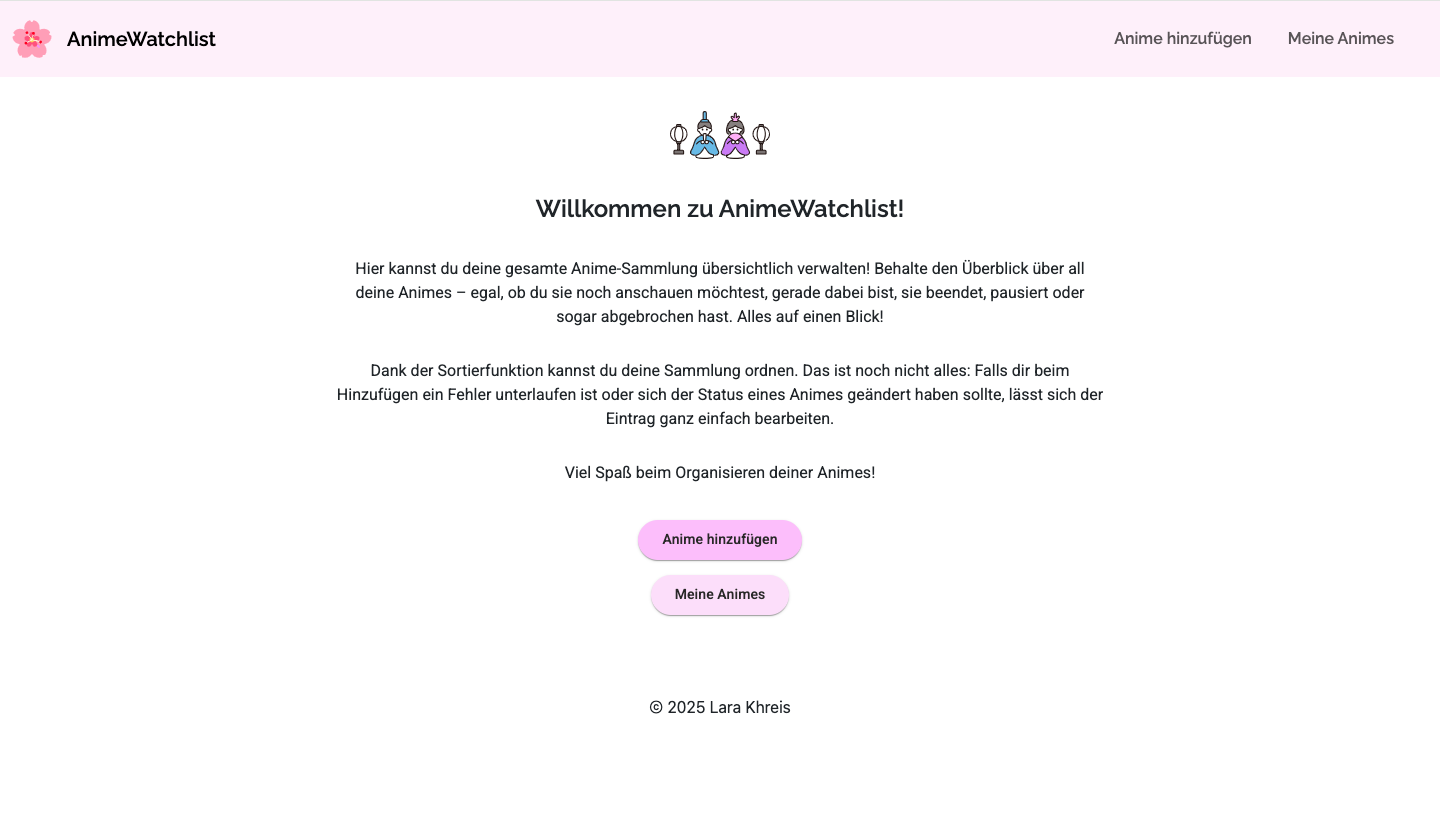 AnimeWatchlist
Anime hinzufügen
Meine Animes
Willkommen zu AnimeWatchlist!
Hier kannst du deine gesamte Anime-Sammlung übersichtlich verwalten! Behalte den Überblick über all
deine Animes – egal, ob du sie noch anschauen möchtest, gerade dabei bist, sie beendet, pausiert oder
sogar abgebrochen hast. Alles auf einen Blick!
Dank der Sortierfunktion kannst du deine Sammlung ordnen. Das ist noch nicht alles: Falls dir beim
Hinzufügen ein Fehler unterlaufen ist oder sich der Status eines Animes geändert haben sollte, lässt sich der
Eintrag ganz einfach bearbeiten.
Viel Spaß beim Organisieren deiner Animes!
Anime hinzufügen
Meine Animes
© 2025 Lara Khreis